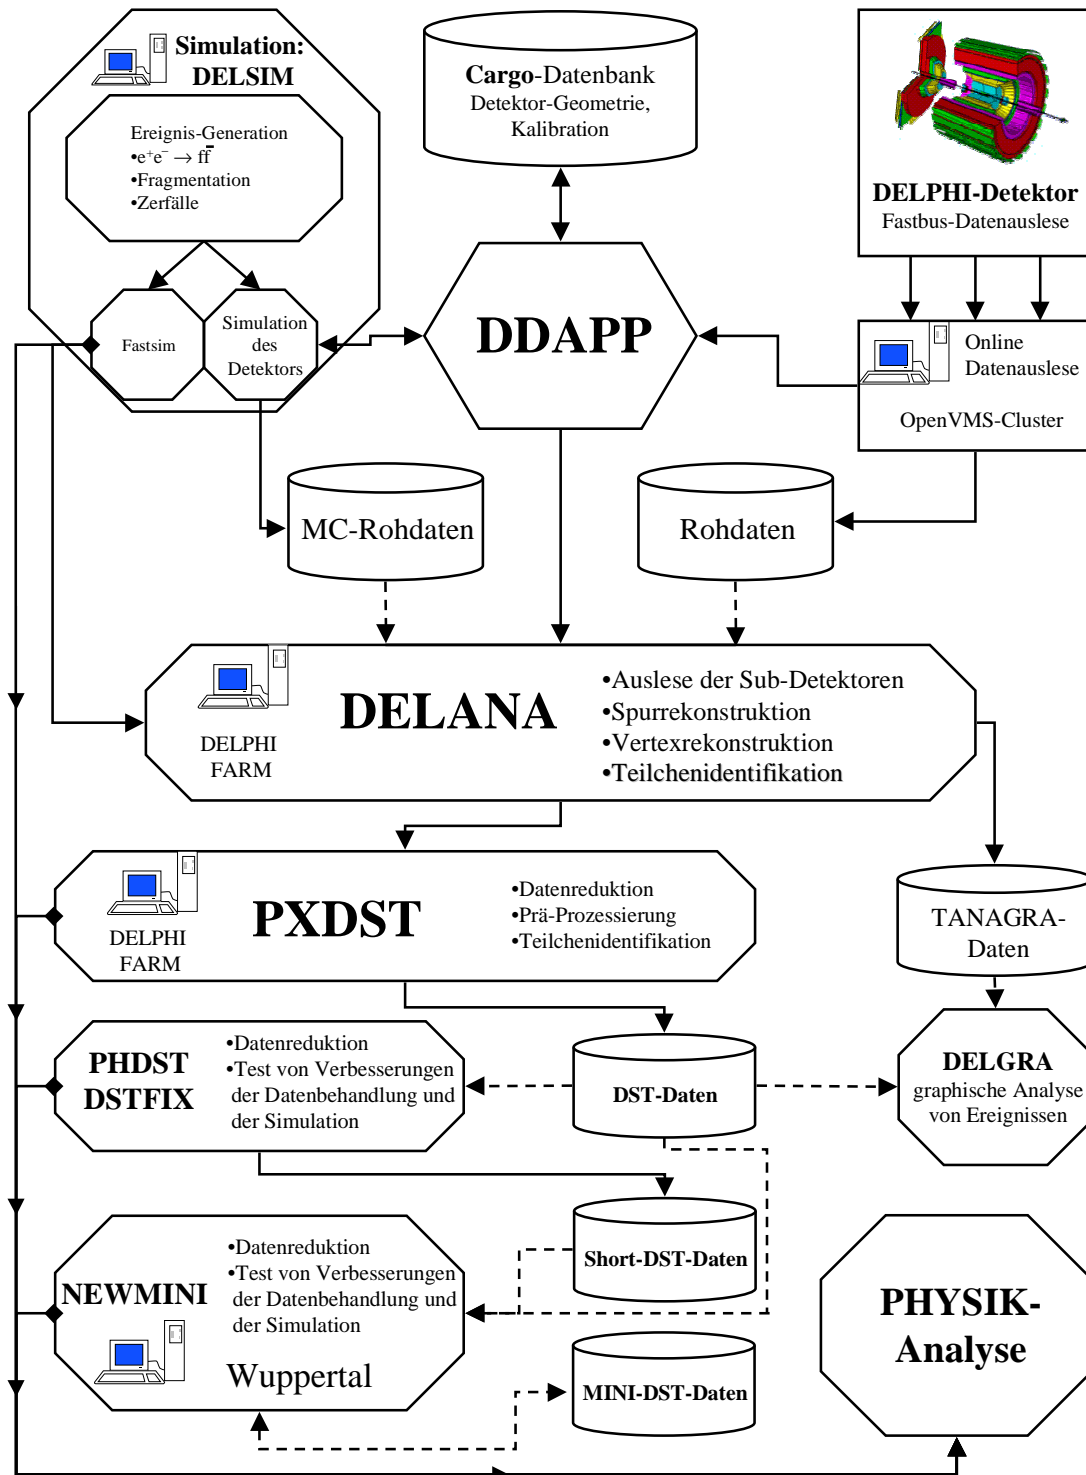 Simulation:
DELSIM
Ereignis-Generation
•e⁺e⁻ → ff̄
•Fragmentation
•Zerfälle
Fastsim
Simulation
des
Detektors
Cargo-Datenbank
Detektor-Geometrie,
Kalibration
DELPHI-Detektor
Fastbus-Datenauslese
DDAPP
Online
Datenauslese
OpenVMS-Cluster
MC-Rohdaten
Rohdaten
DELANA
DELPHI
FARM
•Auslese der Sub-Detektoren
•Spurrekonstruktion
•Vertexrekonstruktion
•Teilchenidentifikation
PXDST
DELPHI
FARM
•Datenreduktion
•Prä-Prozessierung
•Teilchenidentifikation
TANAGRA-
Daten
PHDST
DSTFIX
•Datenreduktion
•Test von Verbesserungen
der Datenbehandlung und
der Simulation
DST-Daten
DELGRA
graphische Analyse
von Ereignissen
Short-DST-Daten
NEWMINI
•Datenreduktion
•Test von Verbesserungen
der Datenbehandlung und
der Simulation
Wuppertal
MINI-DST-Daten
PHYSIK-
Analyse